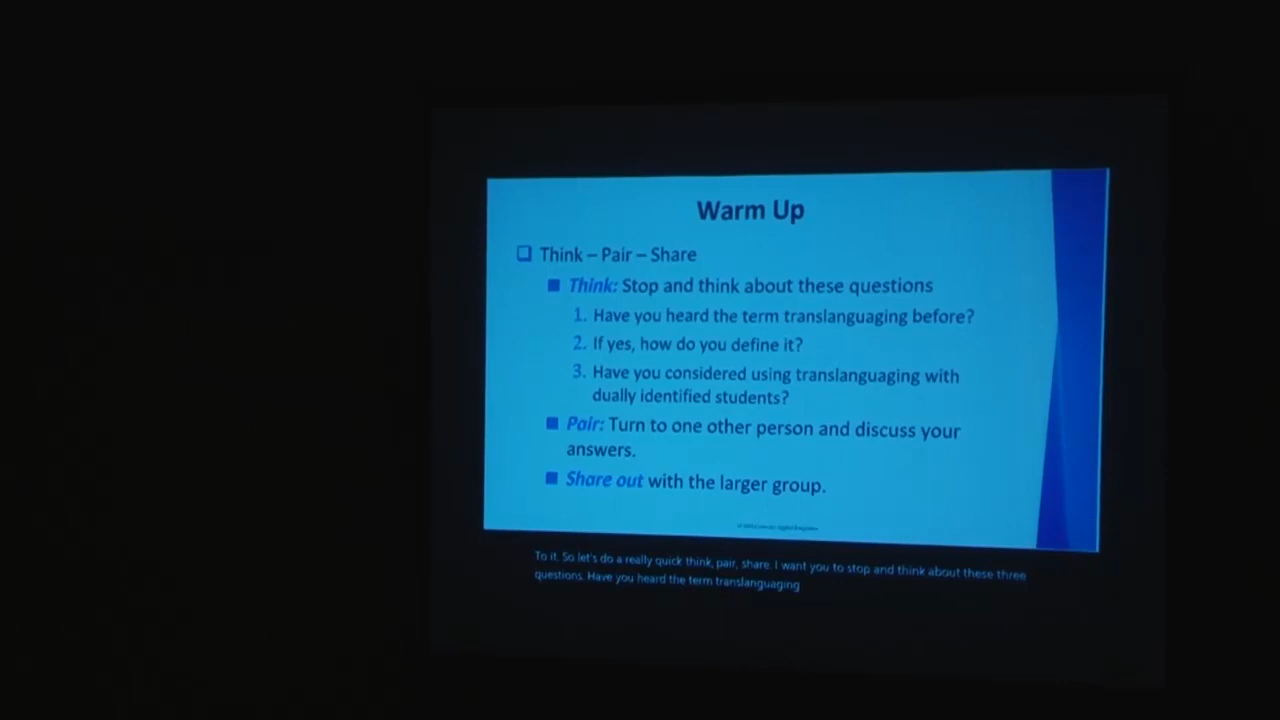 Warm Up
Think – Pair – Share
Think: Stop and think about these questions
1. Have you heard the term translanguaging before?
2. If yes, how do you define it?
3. Have you considered using translanguaging with
dually identified students?
Pair: Turn to one other person and discuss your
answers.
Share out with the larger group.
To it. So let's do a really quick think, pair, share. I want you to stop and think about these three
questions. Have you heard the term translanguaging